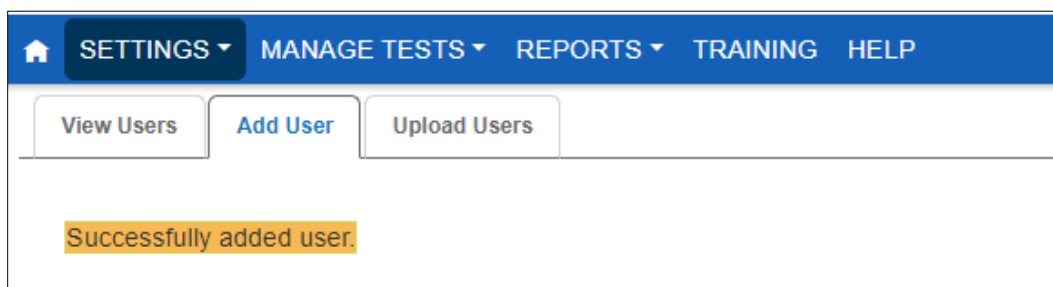 SETTINGS MANAGE TESTS REPORTS TRAINING HELP
View Users Add User Upload Users
Successfully added user.